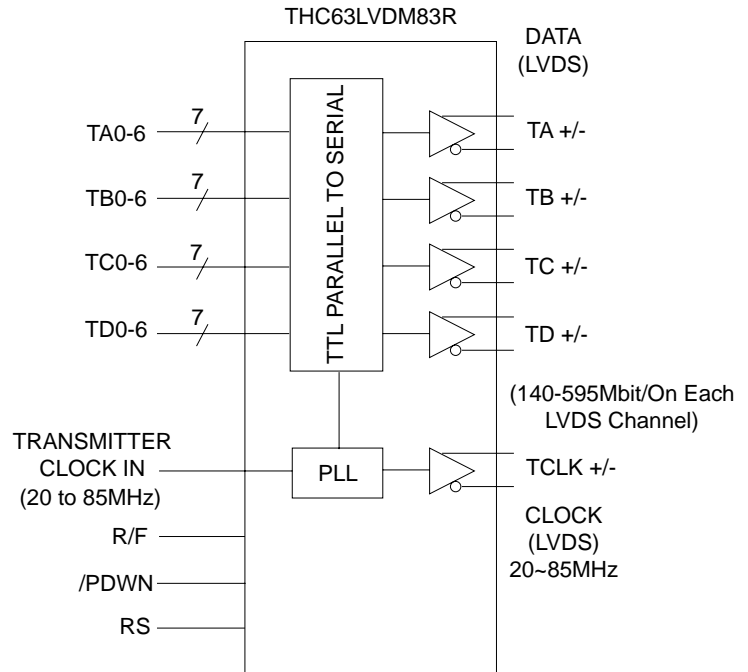 THC63LVDM83R
DATA
(LVDS)
TA0-6
7
TA +/-
TB0-6
7
TB +/-
TC0-6
7
TC +/-
TD0-6
7
TD +/-
TTL PARALLEL TO SERIAL
(140-595Mbit/On Each
LVDS Channel)
TRANSMITTER
CLOCK IN
(20 to 85MHz)
PLL
TCLK +/-
CLOCK
(LVDS)
20~85MHz
R/F
/PDWN
RS